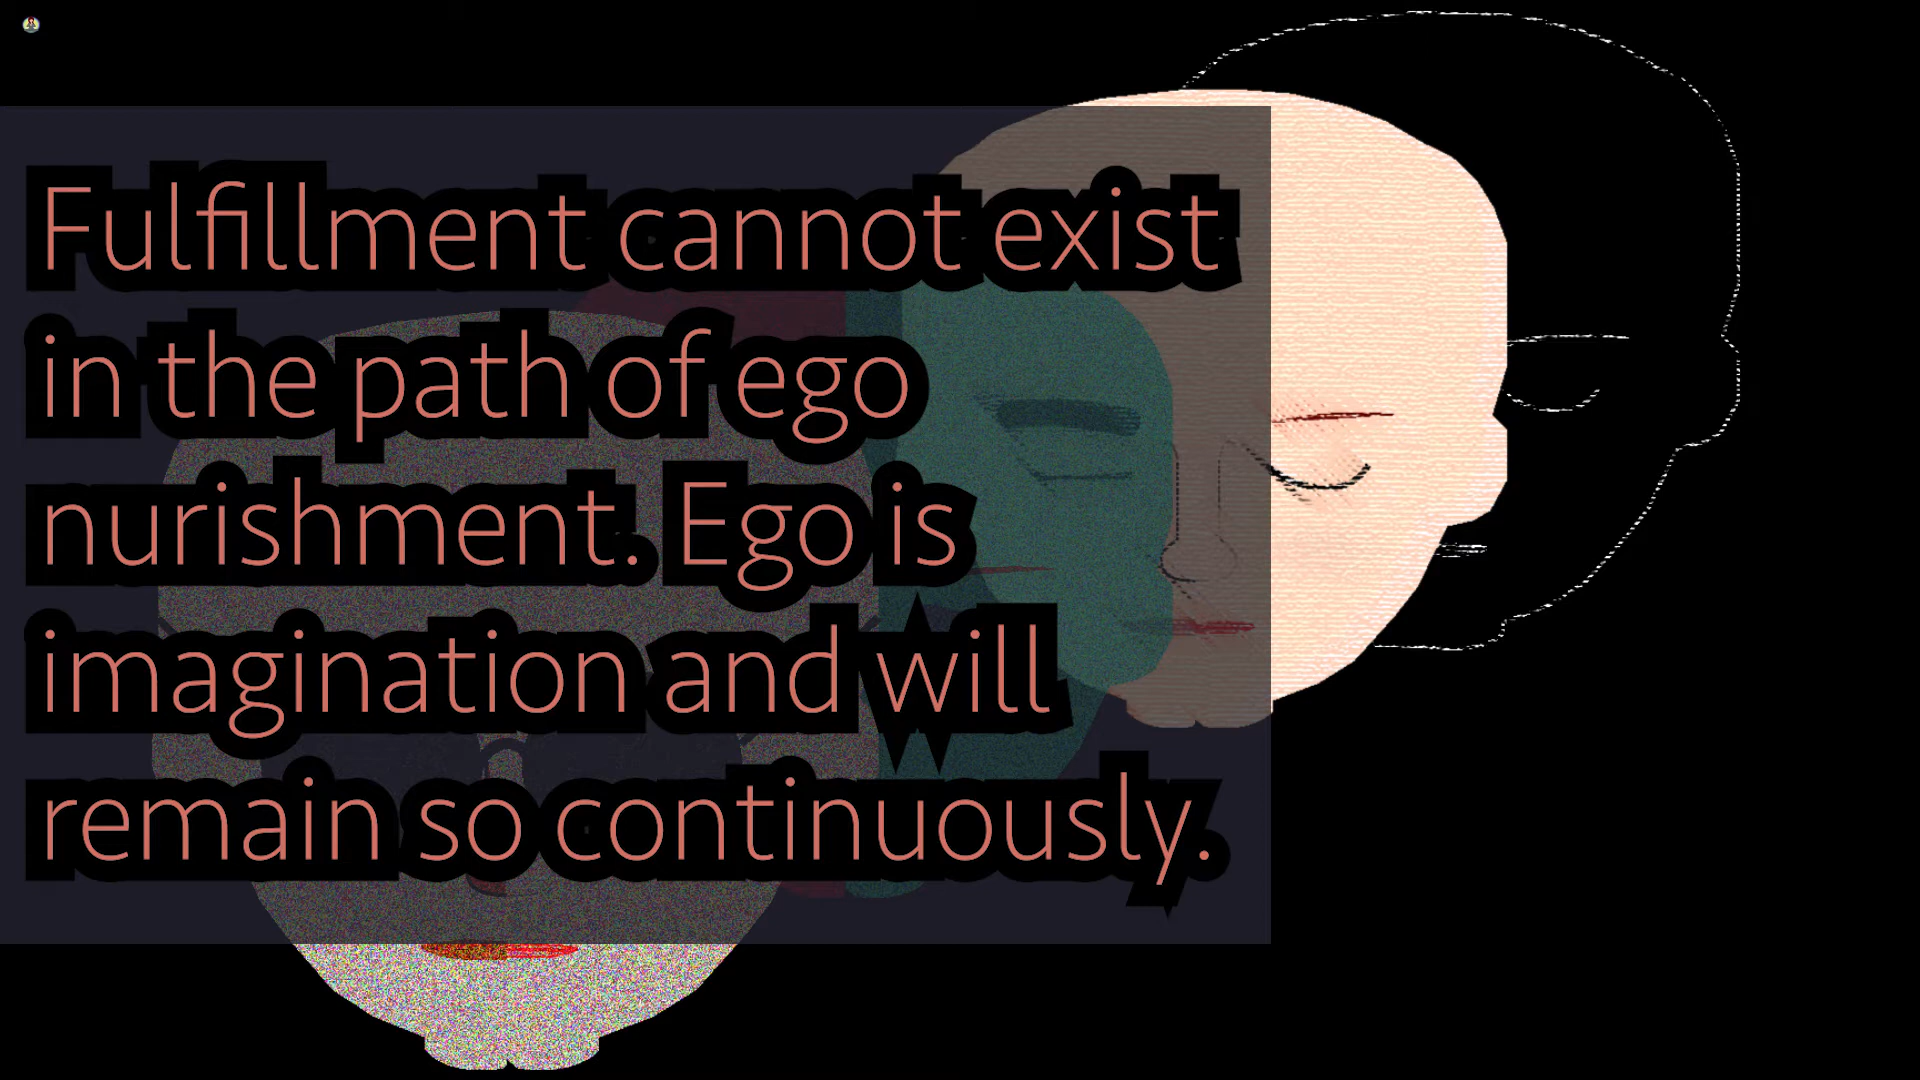 Fulfillment cannot exist
in the path of ego
nurishment. Ego is
imagination and will
remain so continuously.